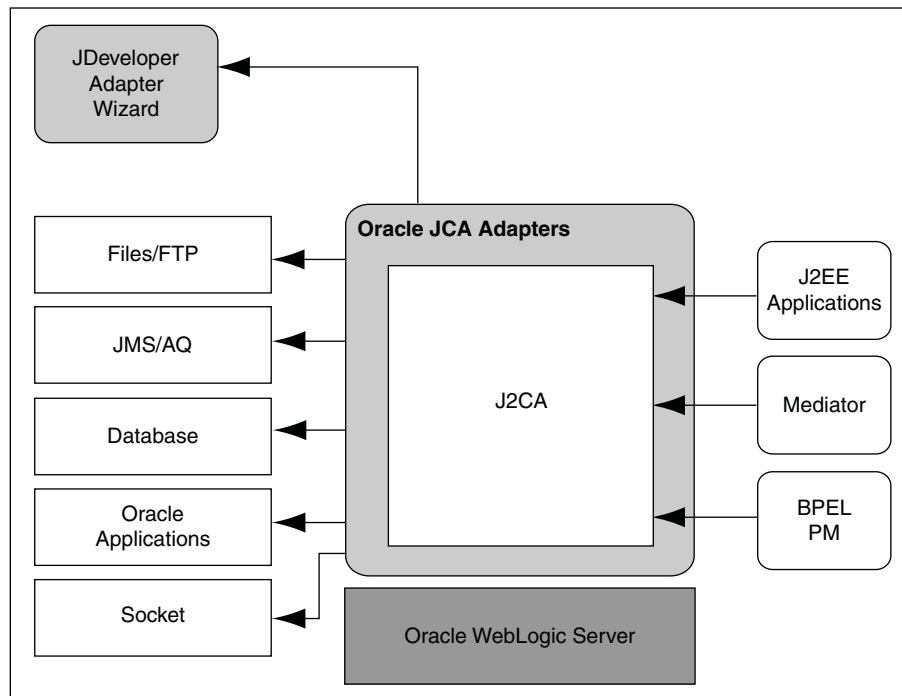 JDeveloper
Adapter
Wizard
Oracle JCA Adapters
Files/FTP
J2EE
Applications
JMS/AQ
J2CA
Mediator
Database
Oracle
Applications
BPEL
PM
Socket
Oracle WebLogic Server